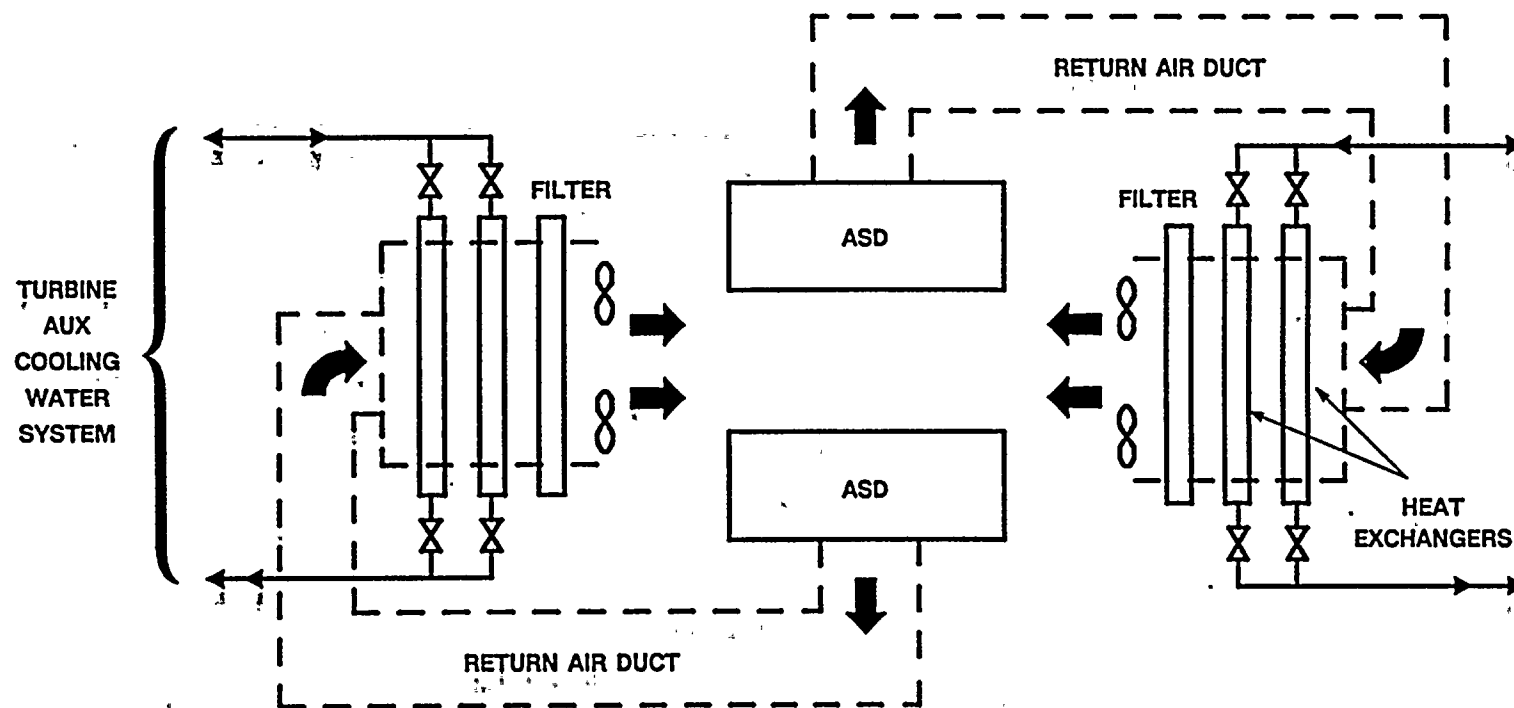 RETURN AIR DUCT
FILTER
FILTER
ASD
TURBINE
AUX
COOLING
WATER
SYSTEM
ASD
HEAT
EXCHANGERS
RETURN AIR DUCT